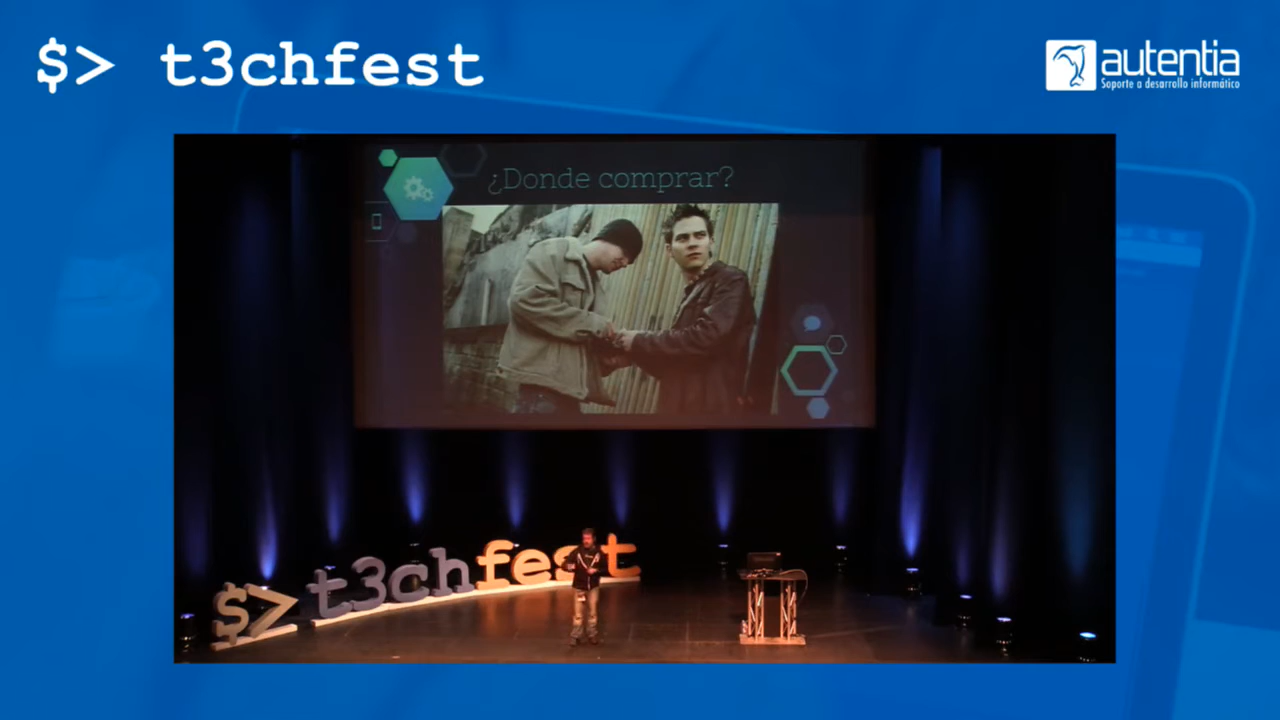 $> t3chfest
autentia
Soporte a desarrollo informático
¿Donde comprar?
$> t3chfest